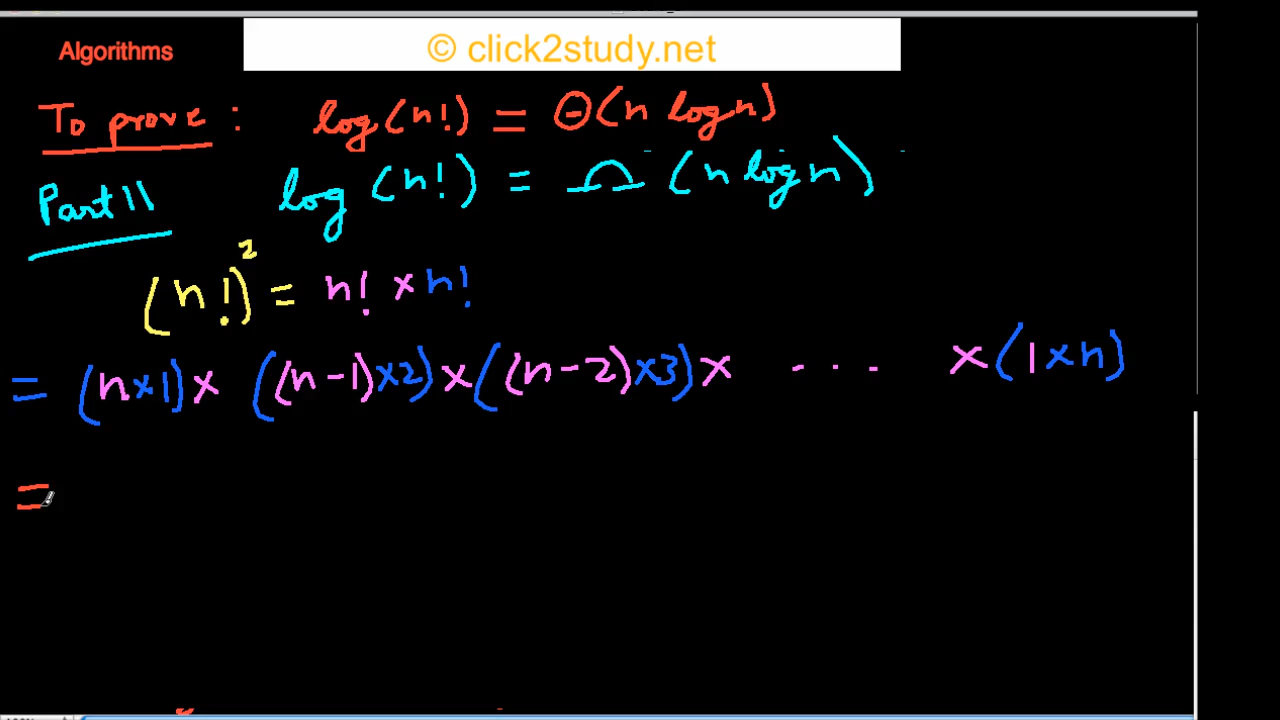 © click2study.net
Algorithms
To prove : log(n!) = Θ(n log n)
Part II log (n!) = Ω (n log n)
(n!)² = n! × n!
= (n×1)× ((n-1)×2)×((n-2)×3)× ... ×(1×n)
=